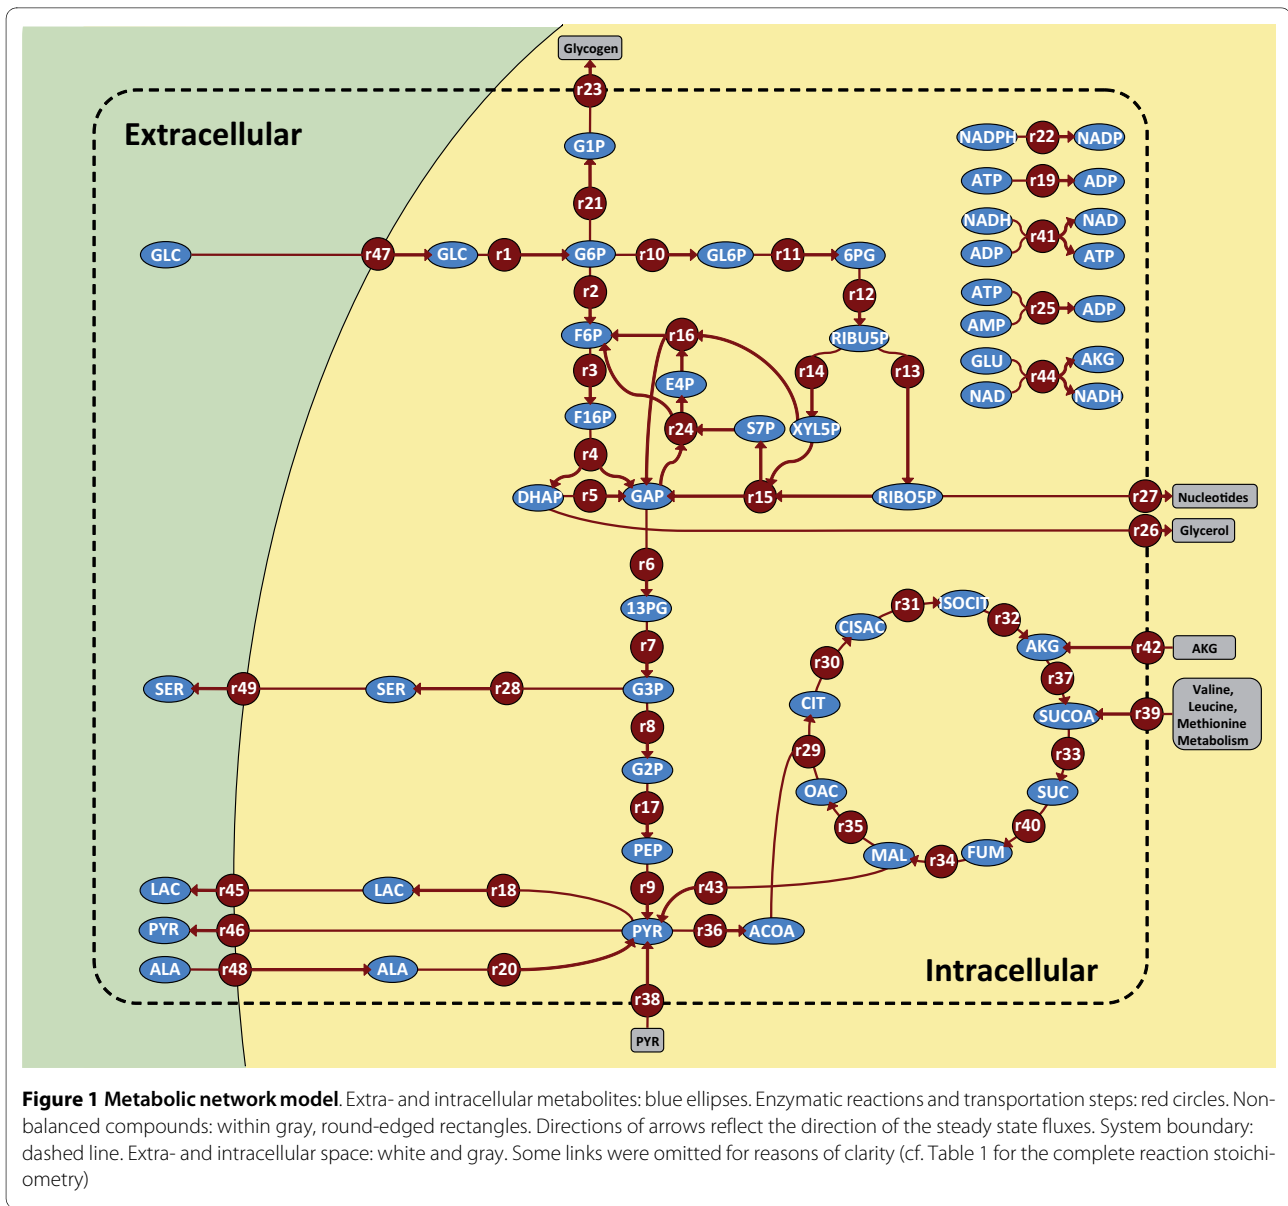 Glycogen
r23
Extracellular
G1P
NADPH r22 NADP
ATP r19 ADP
r21
NADH NAD
r41
ADP ATP
GLC r47 GLC r1 G6P r10 GL6P r11 6PG
r2 r12
ATP
r25 ADP
AMP
F6P r16 RIBU5P
GLU AKG
r44
NAD NADH
r3 r14 r13
E4P
F16P
r24 S7P XYL5P
r4
DHAP r5 GAP r15 RIBO5P r27 Nucleotides
r26 Glycerol
r6
13PG
r31 ISOCIT
r32
CISAC
r7 r30 AKG r42 AKG
r37
SER r49 SER r28 G3P
CIT SUCOA r39
Valine,
Leucine,
Methionine
Metabolism
r8 r29 r33
G2P
OAC SUC
r17 r35 r40
PEP MAL r34 FUM
LAC r45 LAC r18 r9 r43
PYR r46 PYR r36 ACOA
ALA r48 ALA r20
Intracellular
r38
PYR
Figure 1 Metabolic network model. Extra- and intracellular metabolites: blue ellipses. Enzymatic reactions and transportation steps: red circles. Non-
balanced compounds: within gray, round-edged rectangles. Directions of arrows reflect the direction of the steady state fluxes. System boundary:
dashed line. Extra- and intracellular space: white and gray. Some links were omitted for reasons of clarity (cf. Table 1 for the complete reaction stoichi-
ometry)